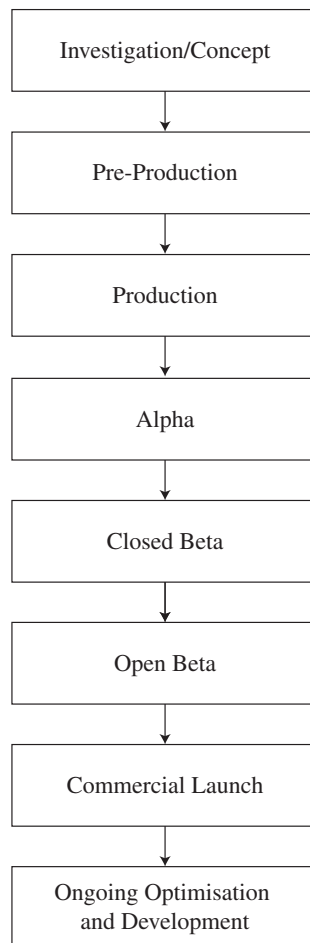 Investigation/Concept
Pre-Production
Production
Alpha
Closed Beta
Open Beta
Commercial Launch
Ongoing Optimisation
and Development